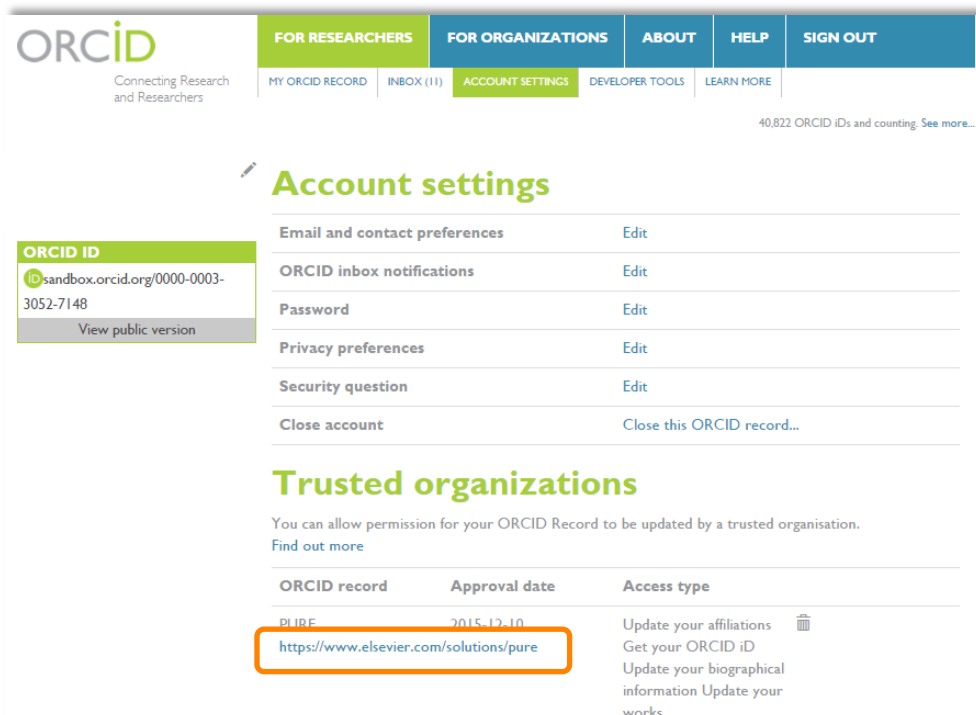 ORCID
Connecting Research
and Researchers
FOR RESEARCHERS FOR ORGANIZATIONS ABOUT HELP SIGN OUT
MY ORCID RECORD INBOX (11) ACCOUNT SETTINGS DEVELOPER TOOLS LEARN MORE
40,822 ORCID iDs and counting. See more...
Account settings
Email and contact preferences Edit
ORCID inbox notifications Edit
Password Edit
Privacy preferences Edit
Security question Edit
Close account Close this ORCID record...
ORCID ID
iD sandbox.orcid.org/0000-0003-
3052-7148
View public version
Trusted organizations
You can allow permission for your ORCID Record to be updated by a trusted organisation.
Find out more
ORCID record Approval date Access type
PURE 2015-12-10 Update your affiliations
https://www.elsevier.com/solutions/pure Get your ORCID iD
Update your biographical
information Update your
works